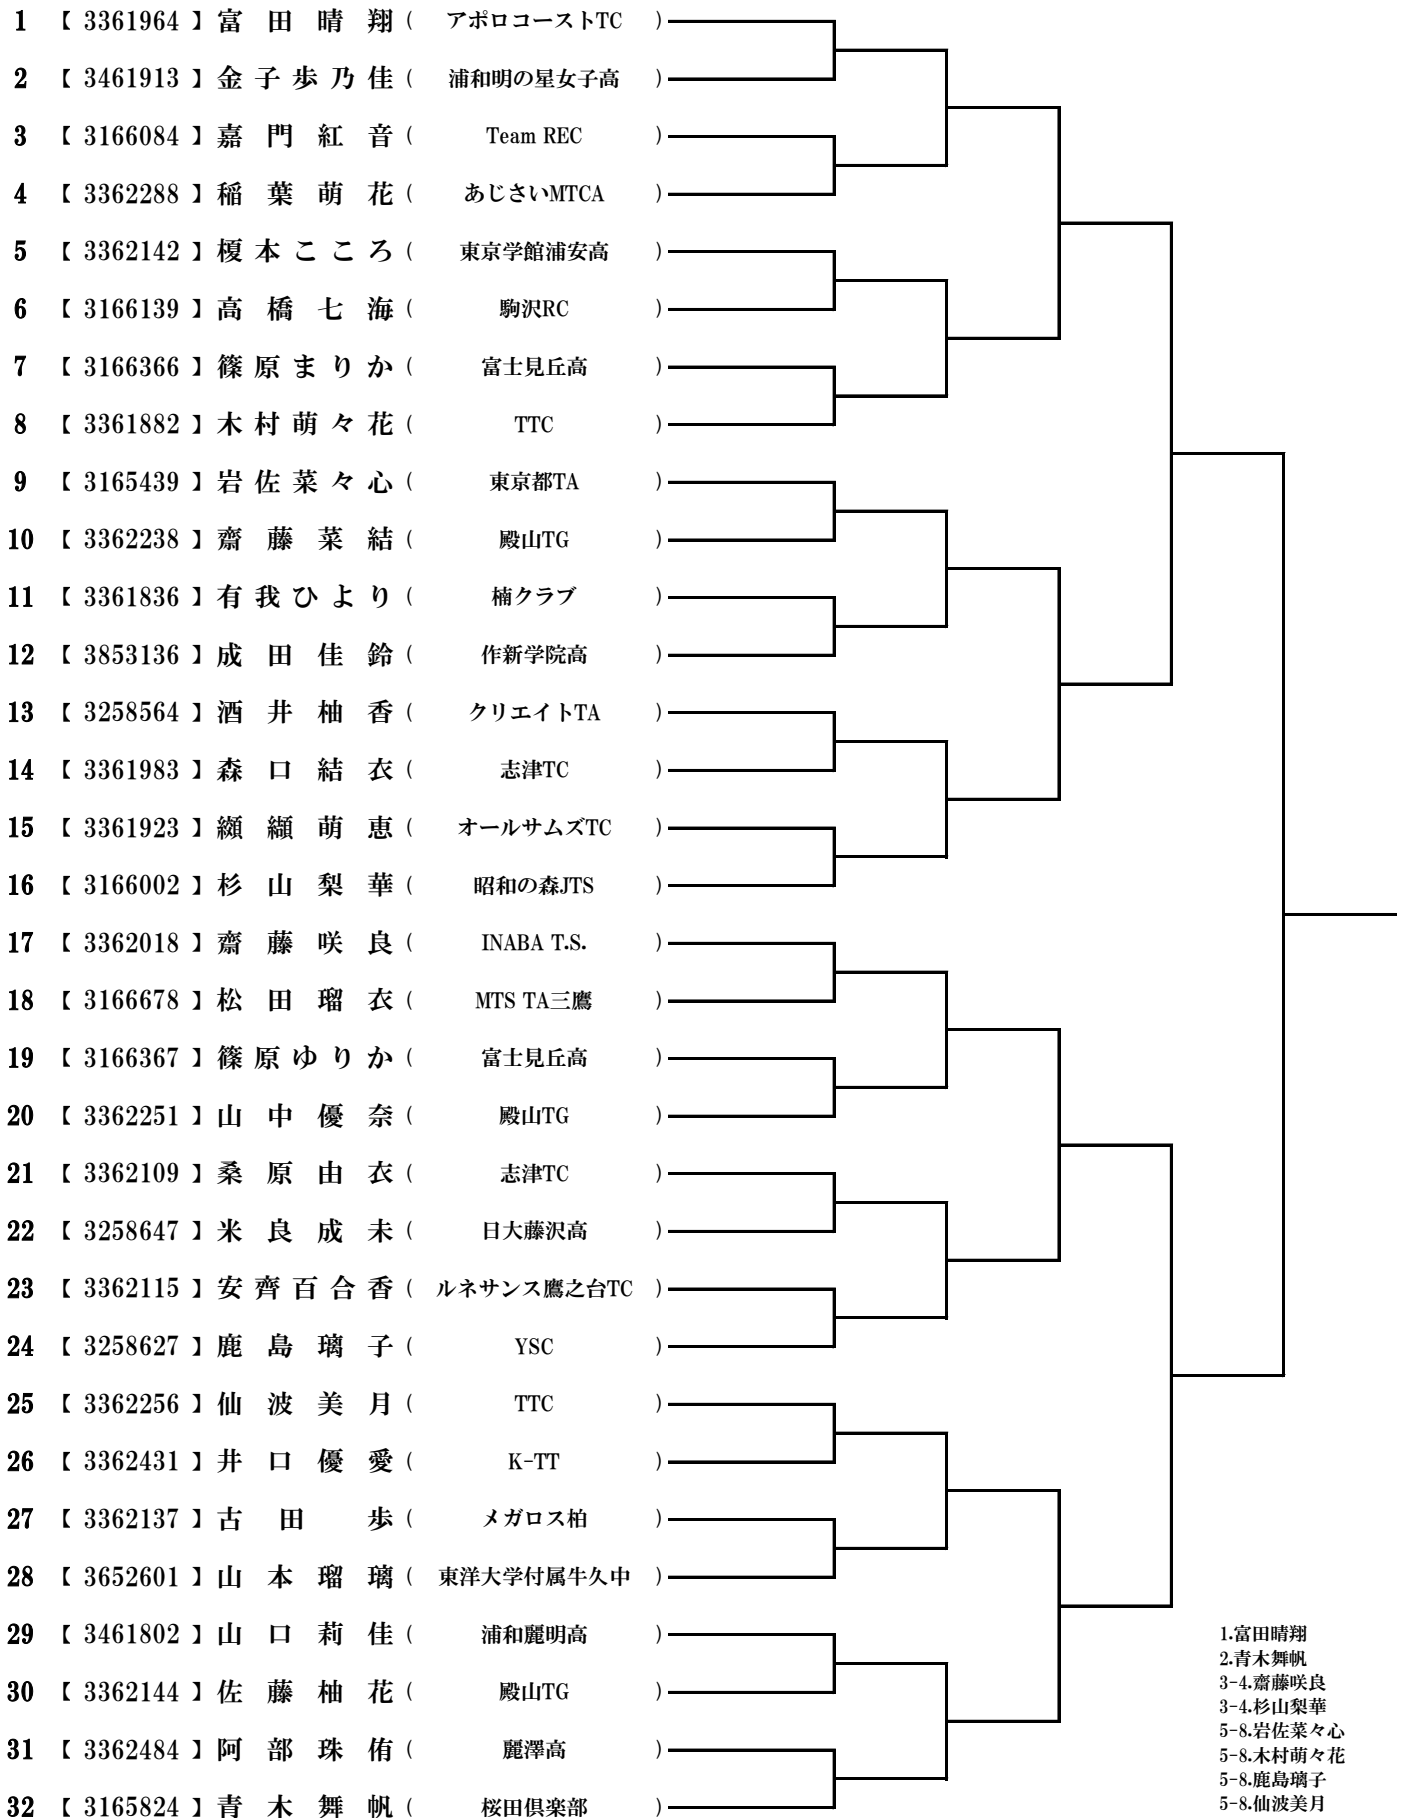 1 【 3361964 】 富田晴翔 ( アポロコーストTC )
2 【 3461913 】 金子歩乃佳 ( 浦和明の星女子高 )
3 【 3166084 】 嘉門紅音 ( Team REC )
4 【 3362288 】 稲葉萌花 ( あじさいMTCA )
5 【 3362142 】 榎本こころ ( 東京学館浦安高 )
6 【 3166139 】 高橋七海 ( 駒沢RC )
7 【 3166366 】 篠原まりか ( 富士見丘高 )
8 【 3361882 】 木村萌々花 ( TTC )
9 【 3165439 】 岩佐菜々心 ( 東京都TA )
10 【 3362238 】 齋藤菜結 ( 殿山TG )
11 【 3361836 】 有我ひより ( 楠クラブ )
12 【 3853136 】 成田佳鈴 ( 作新学院高 )
13 【 3258564 】 酒井柚香 ( クリエイトTA )
14 【 3361983 】 森口結衣 ( 志津TC )
15 【 3361923 】 纐纈萌恵 ( オールサムズTC )
16 【 3166002 】 杉山梨華 ( 昭和の森JTS )
17 【 3362018 】 齋藤咲良 ( INABA T.S. )
18 【 3166678 】 松田瑠衣 ( MTS TA三鷹 )
19 【 3166367 】 篠原ゆりか ( 富士見丘高 )
20 【 3362251 】 山中優奈 ( 殿山TG )
21 【 3362109 】 桑原由衣 ( 志津TC )
22 【 3258647 】 米良成未 ( 日大藤沢高 )
23 【 3362115 】 安齊百合香 ( ルネサンス鷹之台TC )
24 【 3258627 】 鹿島璃子 ( YSC )
25 【 3362256 】 仙波美月 ( TTC )
26 【 3362431 】 井口優愛 ( K-TT )
27 【 3362137 】 古田 歩 ( メガロス柏 )
28 【 3652601 】 山本瑠璃 ( 東洋大学付属牛久中 )
29 【 3461802 】 山口莉佳 ( 浦和麗明高 )
30 【 3362144 】 佐藤柚花 ( 殿山TG )
31 【 3362484 】 阿部珠侑 ( 麗澤高 )
32 【 3165824 】 青木舞帆 ( 桜田倶楽部 )
1.富田晴翔
2.青木舞帆
3-4.齋藤咲良
3-4.杉山梨華
5-8.岩佐菜々心
5-8.木村萌々花
5-8.鹿島璃子
5-8.仙波美月